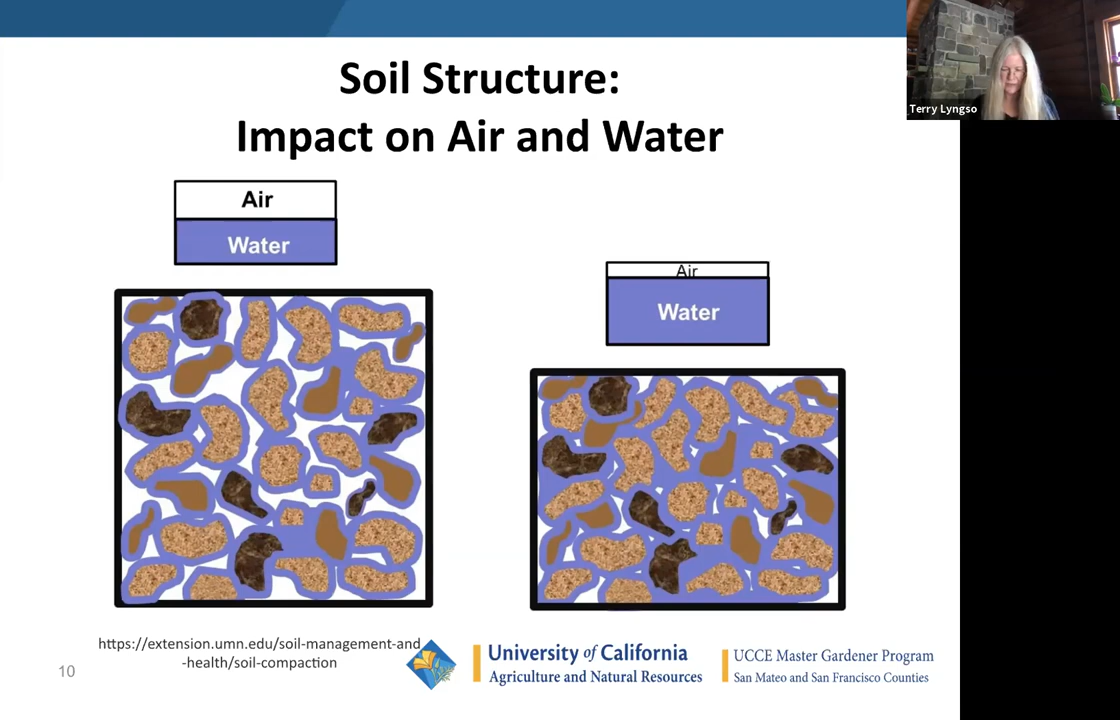 Terry Lyngso
Soil Structure:
Impact on Air and Water
Air
Water
Air
Water
https://extension.umn.edu/soil-management-and
-health/soil-compaction
10
University of California
Agriculture and Natural Resources
UCCE Master Gardener Program
San Mateo and San Francisco Counties